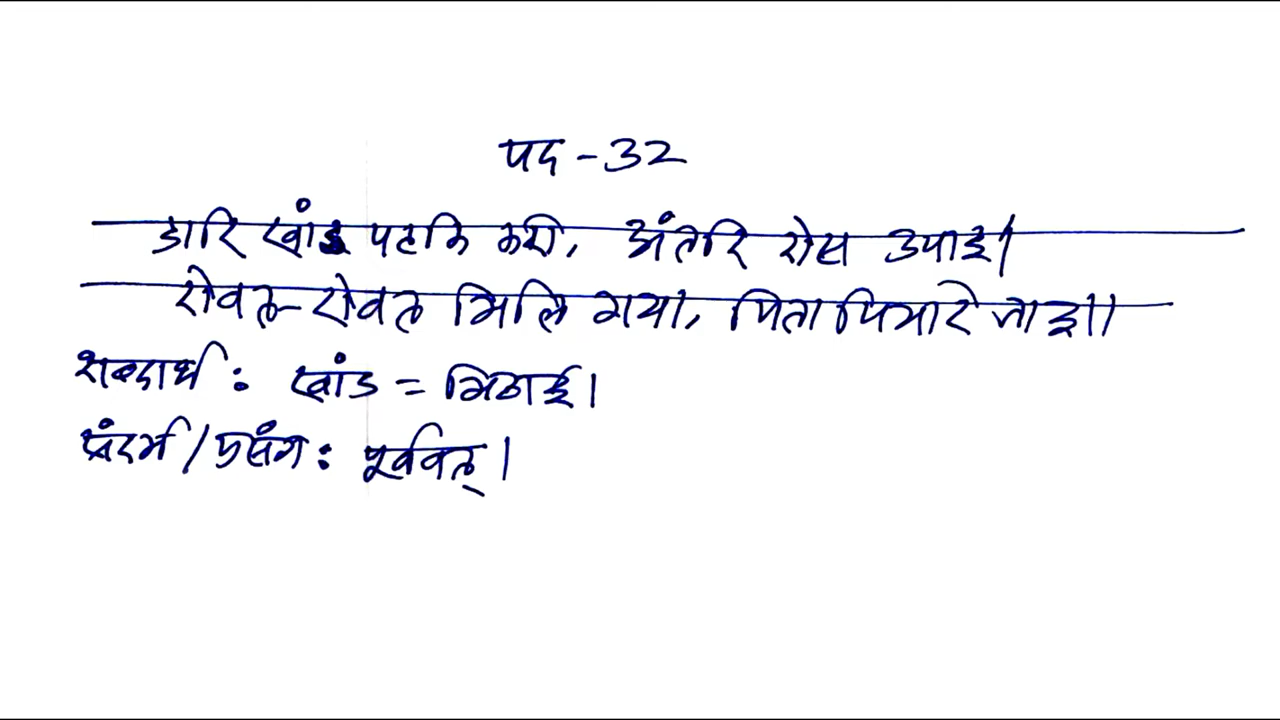 पद -32
डारि खांड पटकि करी, अंतरि रोस उपाइ।
रोवत-रोवत मिलि गया, पिता पियारे जाइ।।
शब्दार्थ : खांड = मिठाई।
संदर्भ / प्रसंग : पूर्ववत् ।